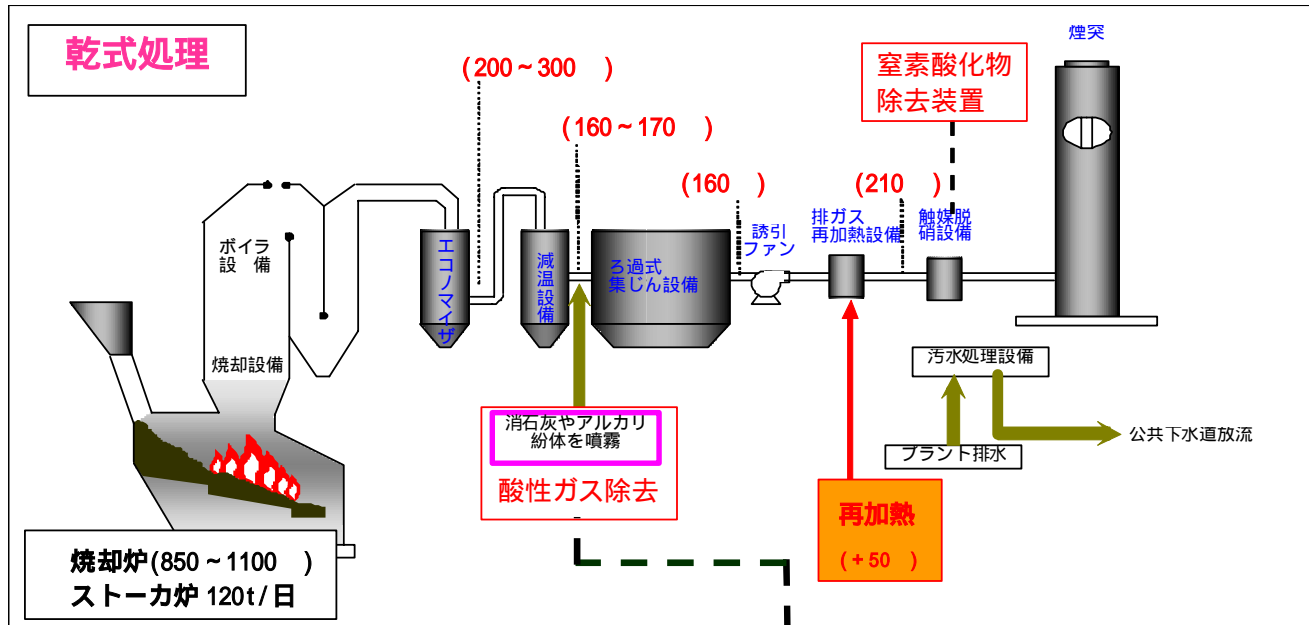 乾式処理
煙突
(200～300　)
窒素酸化物
除去装置
(160～170　)
(160　)
(210　)
誘引
ファン
排ガス
再加熱設備
触媒脱
硝設備
ボイラ
設　備
エコノマイザ
減温設備
ろ過式
集じん設備
焼却設備
汚水処理設備
消石灰やアルカリ
紛体を噴霧
酸性ガス除去
公共下水道放流
プラント排水
再加熱
(+50　)
焼却炉(850～1100　)
ストーカ炉 120t/日